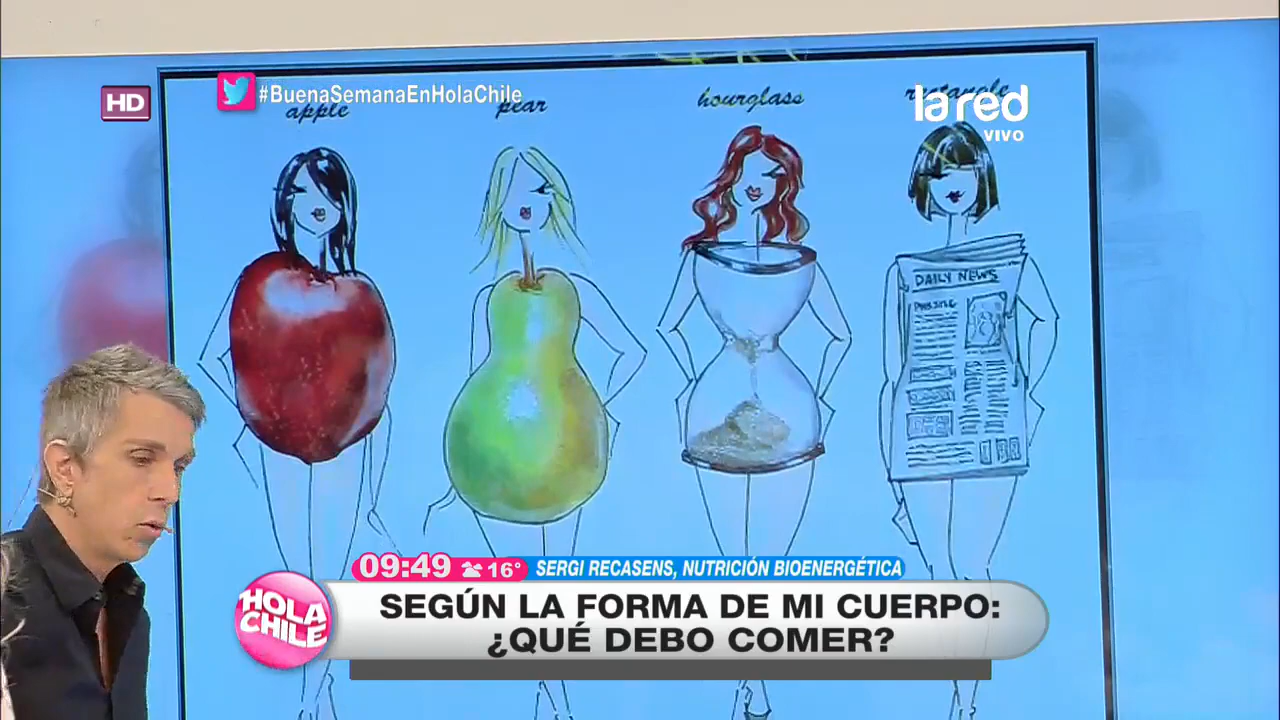 HD
#BuenaSemanaEnHolaChile
la red
VIVO
apple
pear
hourglass
rectangle
DAILY NEWS
09:49 16°
SERGI RECASENS, NUTRICIÓN BIOENERGÉTICA
HOLA
CHILE
SEGÚN LA FORMA DE MI CUERPO:
¿QUÉ DEBO COMER?